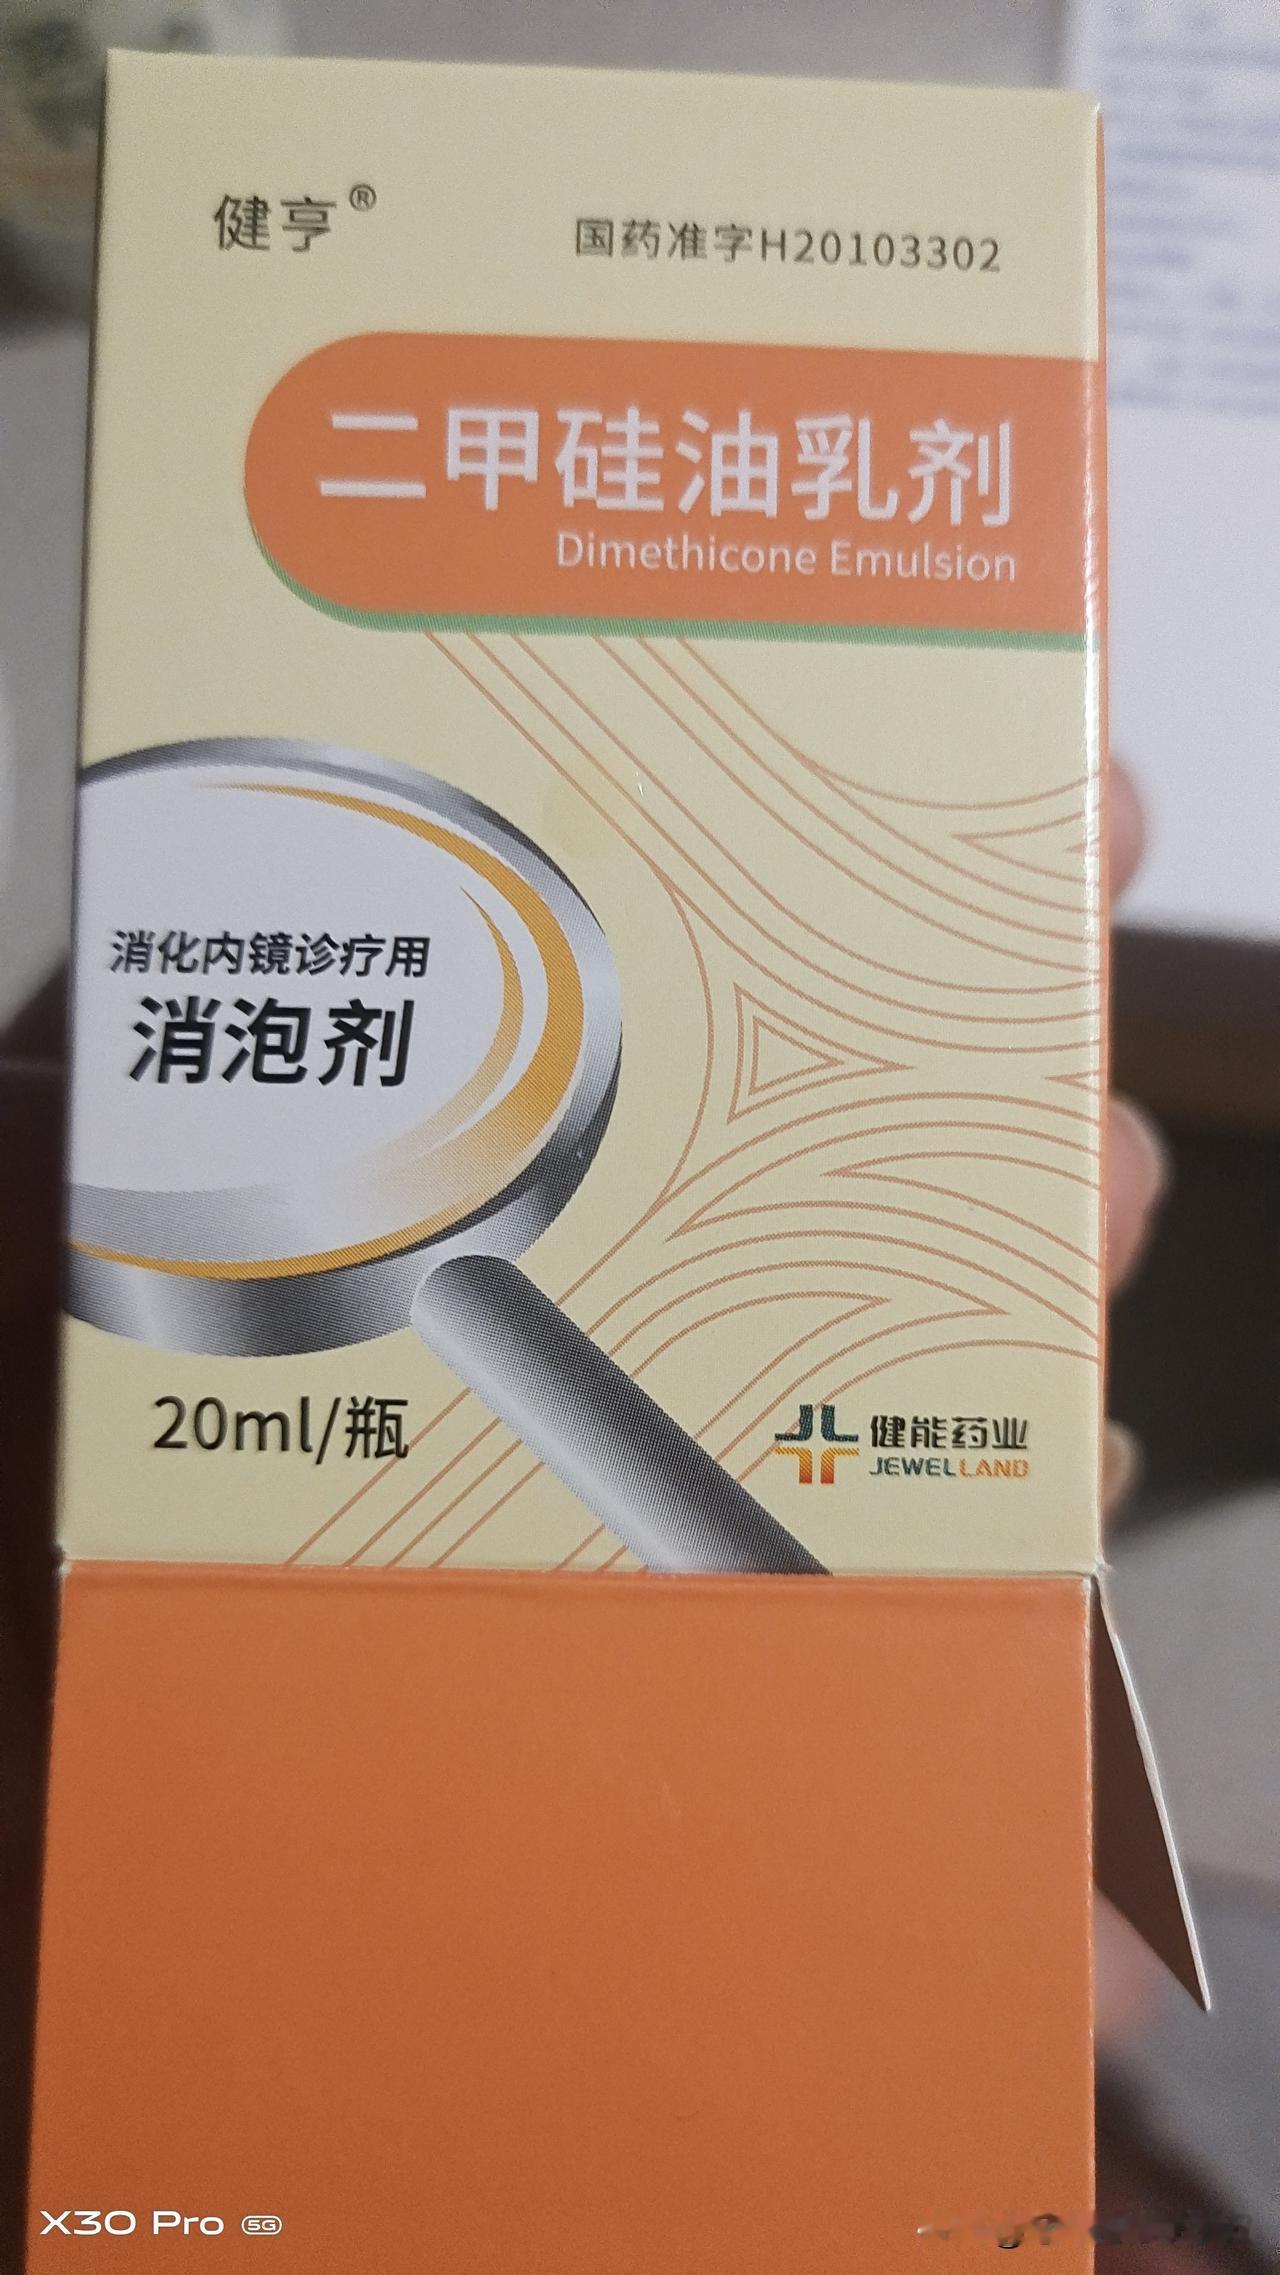 健亨®
国药准字H20103302
二甲硅油乳剂
Dimethicone Emulsion
消化内镜诊疗用
消泡剂
20ml/瓶
健能药业
JEWELLAND
X30 Pro 5G